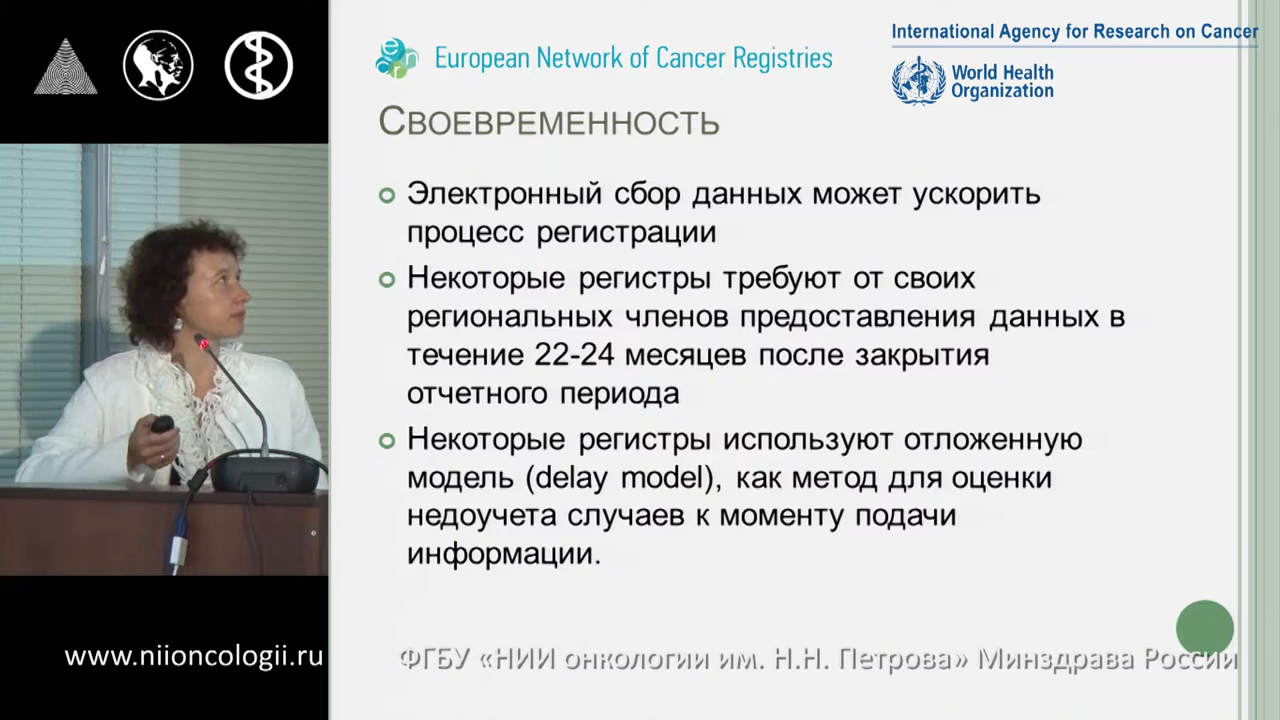 European Network of Cancer Registries
International Agency for Research on Cancer
World Health
Organization
Своевременность
Электронный сбор данных может ускорить
процесс регистрации
Некоторые регистры требуют от своих
региональных членов предоставления данных в
течение 22-24 месяцев после закрытия
отчетного периода
Некоторые регистры используют отложенную
модель (delay model), как метод для оценки
недоучета случаев к моменту подачи
информации.
www.niioncologii.ru
ФГБУ «НИИ онкологии им. Н.Н. Петрова» Минздрава России